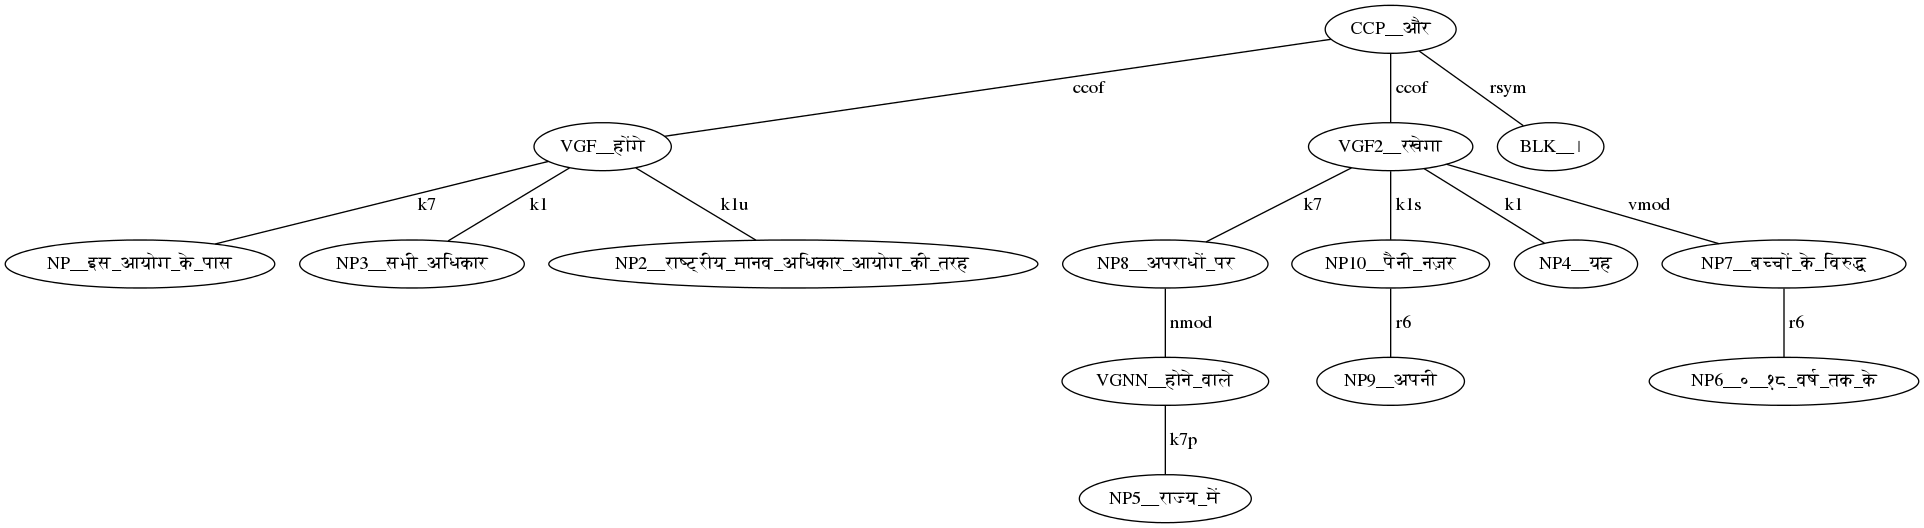 CCP__और
ccof ccof rsym
VGF__होंगे VGF2__रखेगा BLK__।
k7 k1 k1u k7 k1s k1 vmod
NP__इस_आयोग_के_पास NP3__सभी_अधिकार NP2__राष्ट्रीय_मानव_अधिकार_आयोग_की_तरह NP8__अपराधों_पर NP10__पैनी_नज़र NP4__यह NP7__बच्चों_के_विरुद्ध
nmod r6 r6
VGNN__होने_वाले NP9__अपनी NP6__०__१८_वर्ष_तक_के
k7p
NP5__राज्य_में